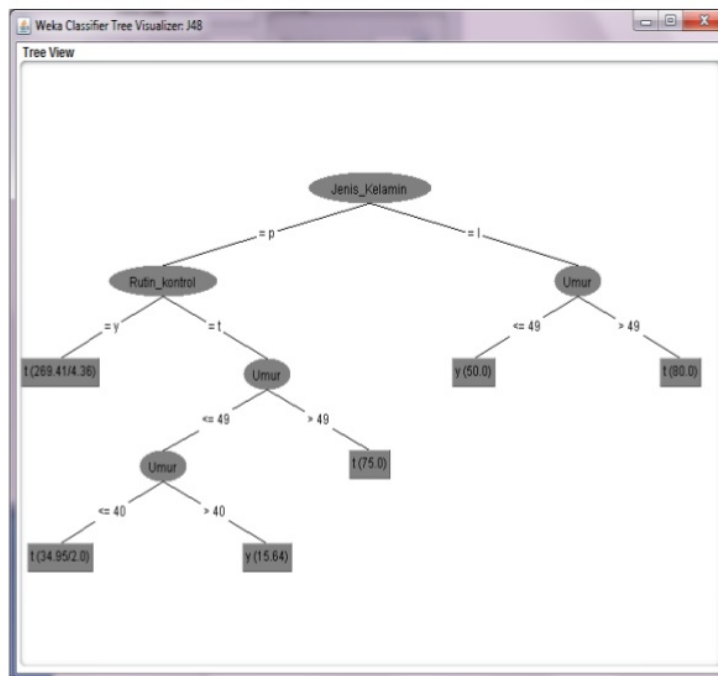 Weka Classifier Tree Visualizer: J48
Tree View
Jenis_Kelamin
= p
= l
Rutin_kontrol
Umur
= y
= t
<= 49
> 49
t (269.41/4.36)
Umur
y (50.0)
t (80.0)
<= 49
> 49
Umur
t (75.0)
<= 40
> 40
t (34.95/2.0)
y (15.64)